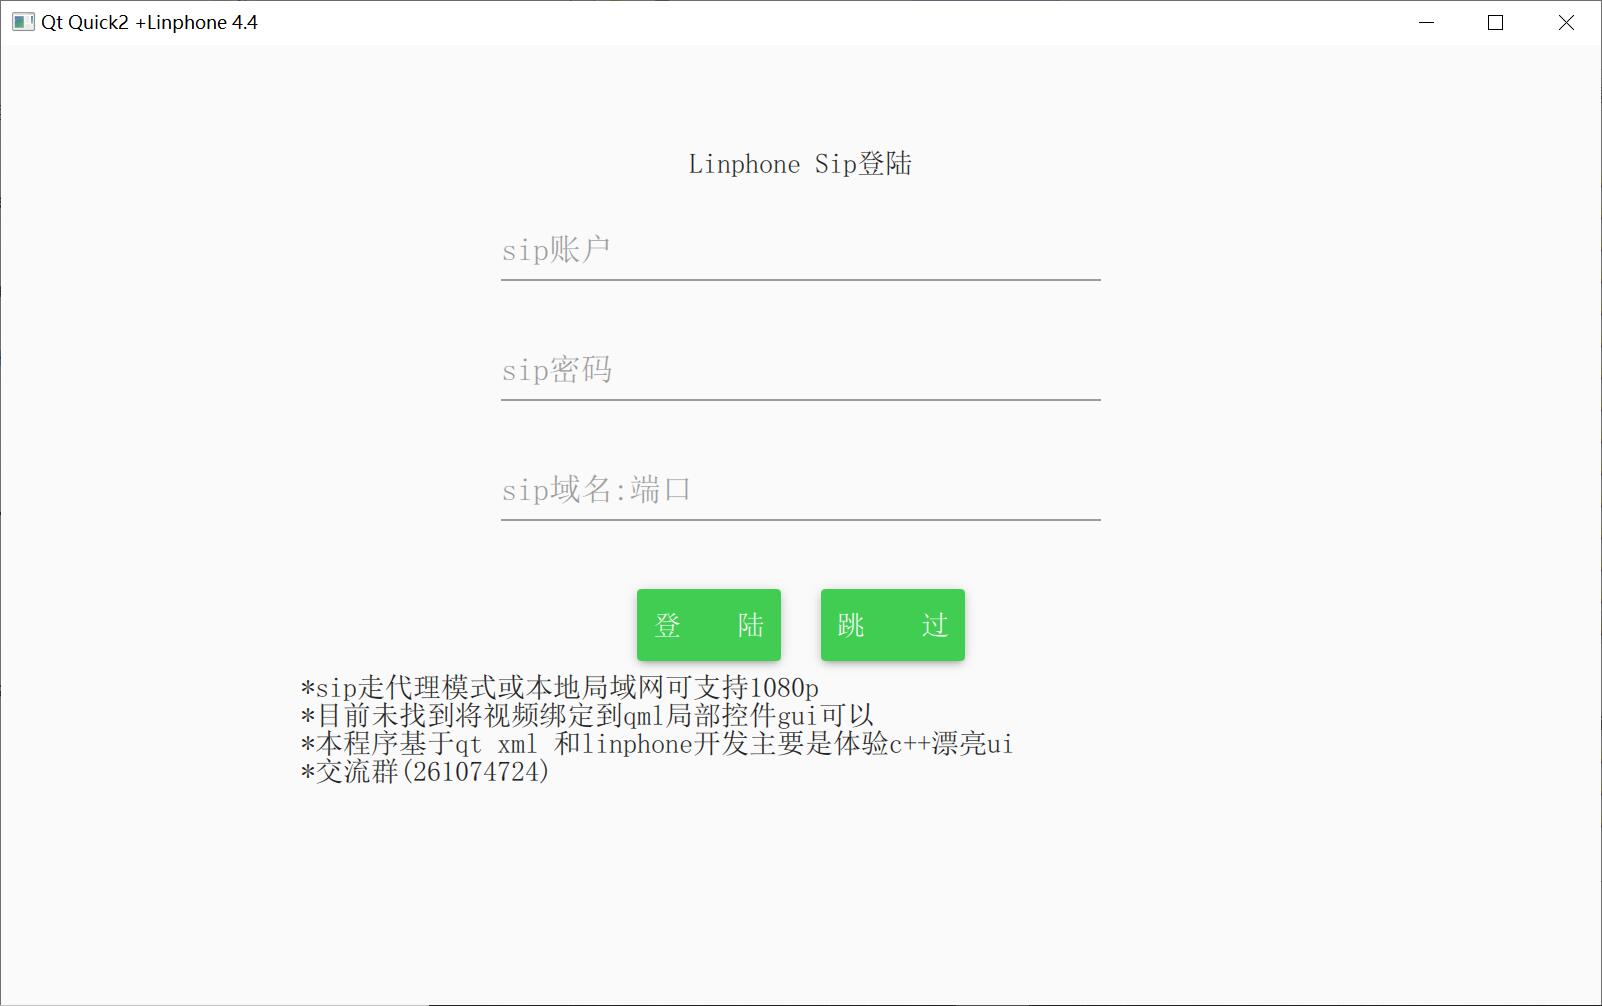 Qt Quick2 +Linphone 4.4
Linphone Sip登陆
sip账户
sip密码
sip域名:端口
登 陆
跳 过
*sip走代理模式或本地局域网可支持1080p
*目前未找到将视频绑定到qml局部控件gui可以
*本程序基于qt xml 和linphone开发主要是体验c++漂亮ui
*交流群(261074724)